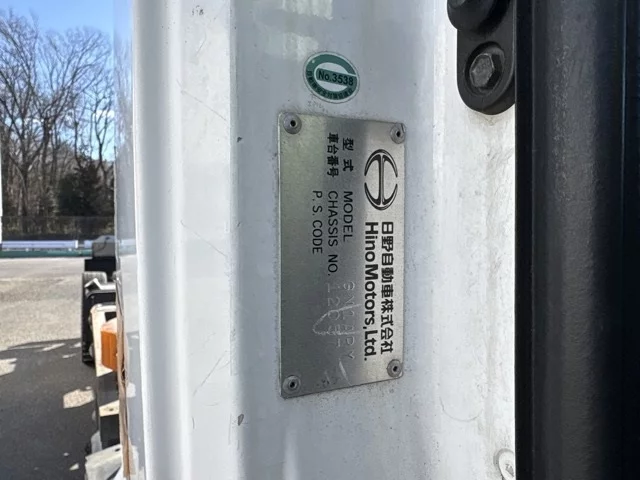 No 3538
日野自動車株式会社
Hino Motors, Ltd.
型式 MODEL
車台番号 CHASSIS NO.
P. S. CODE